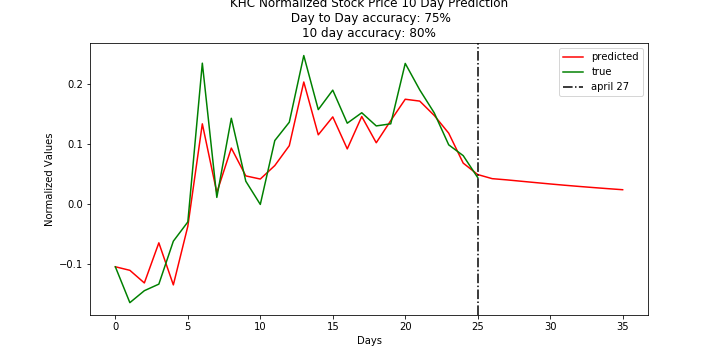 KHC Normalized Stock Price 10 Day Prediction
Day to Day accuracy: 75%
10 day accuracy: 80%
predicted
true
april 27
Normalized Values
0.2
0.1
0.0
−0.1
0
5
10
15
20
25
30
35
Days